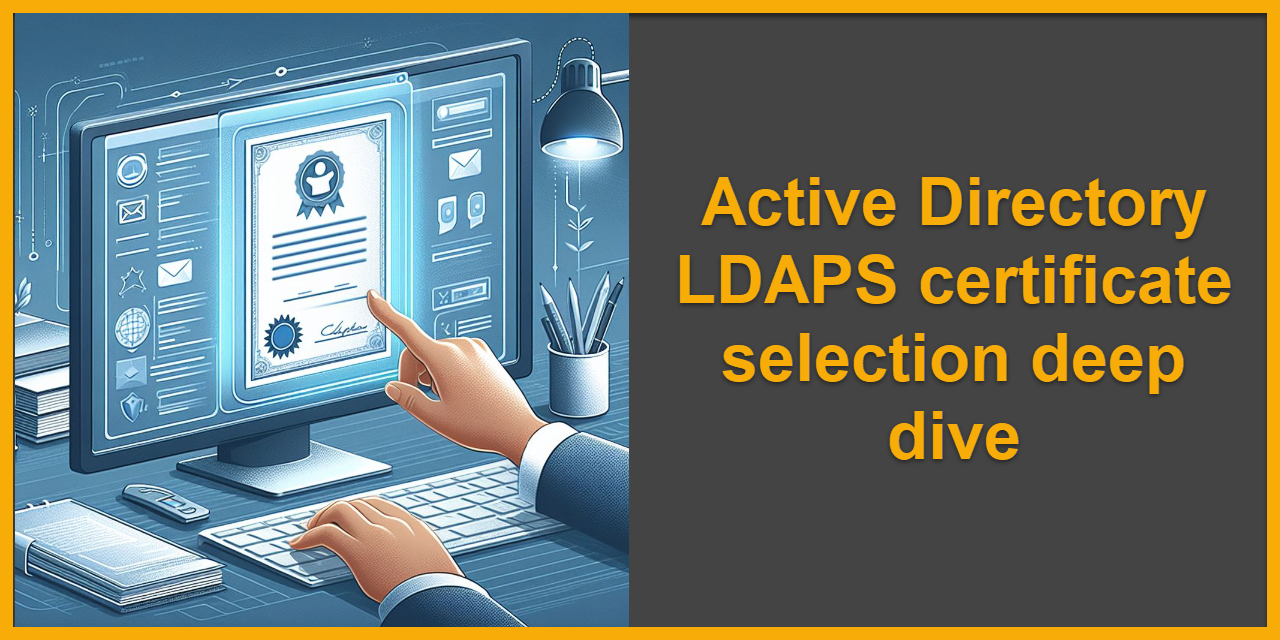 Active Directory
LDAPS certificate
selection deep
dive